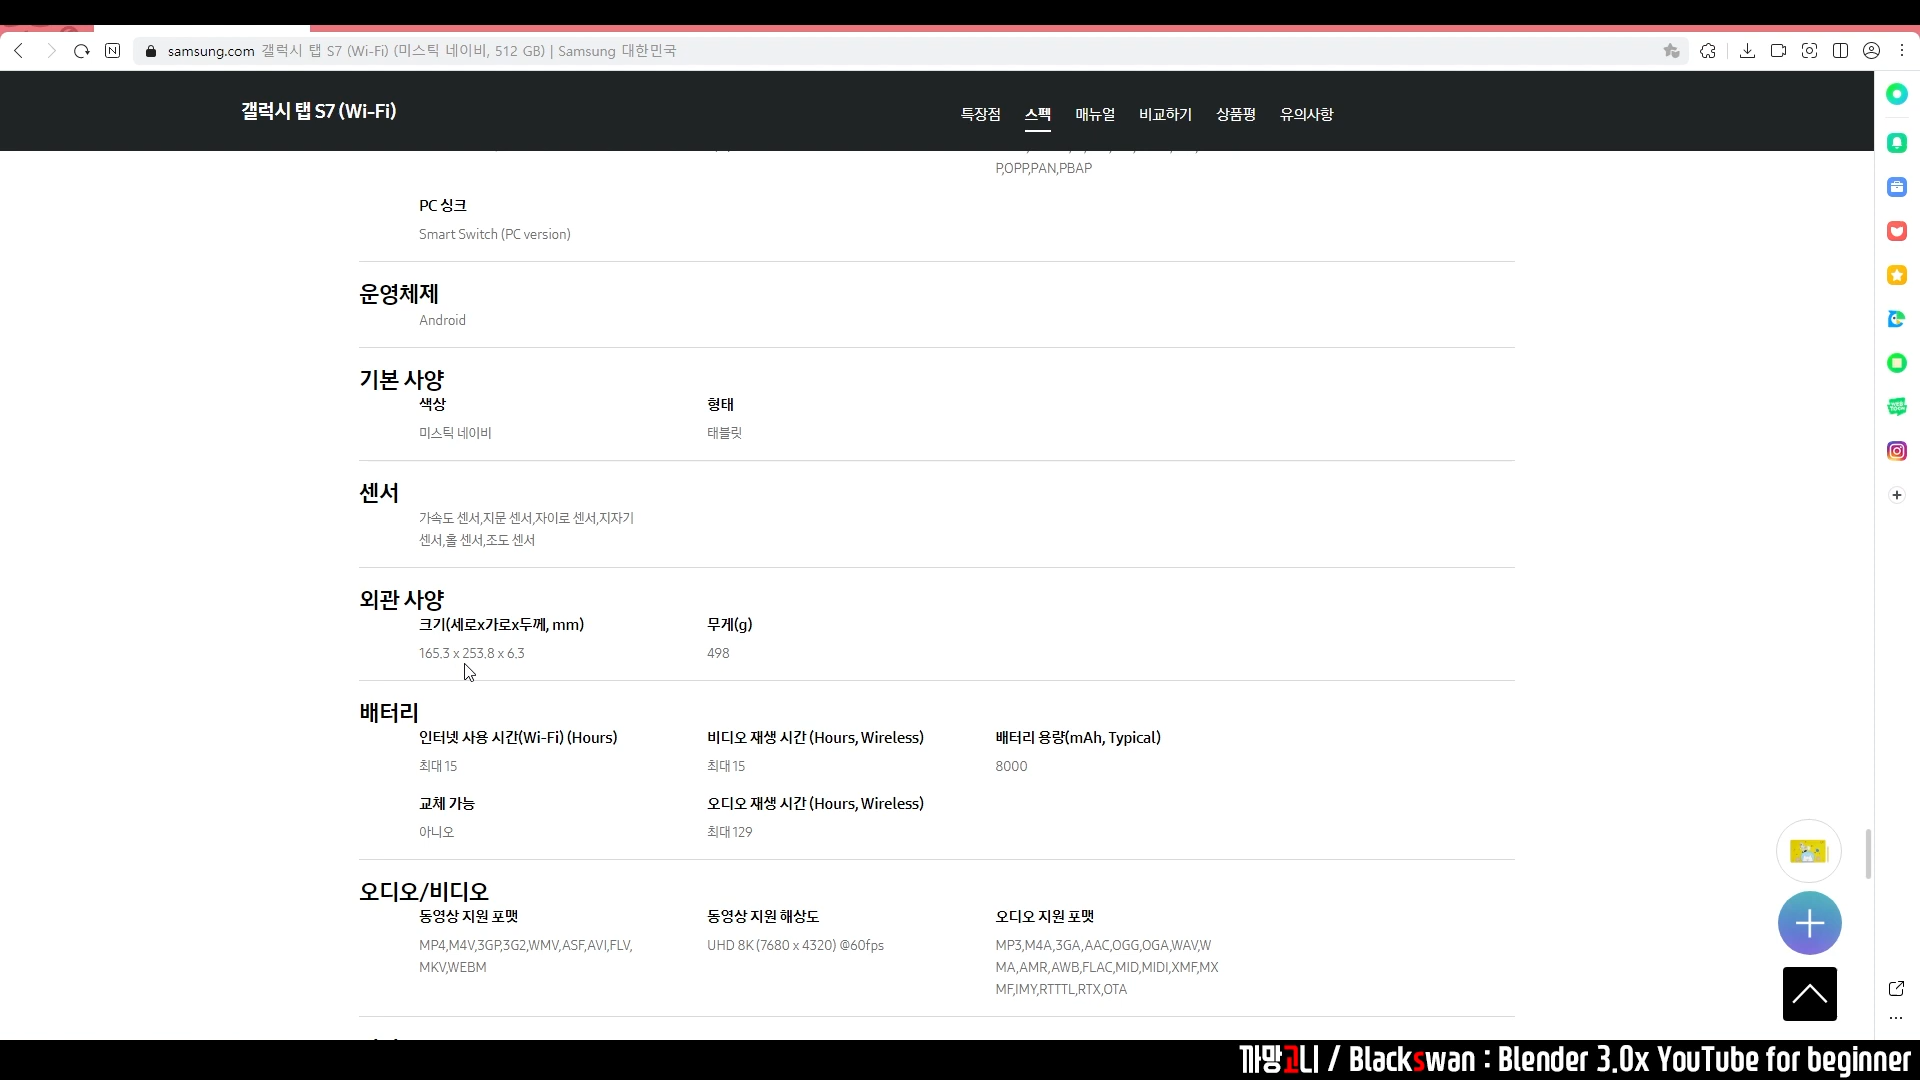 samsung.com 갤럭시 탭 S7 (Wi-Fi) (미스틱 네이비, 512 GB) | Samsung 대한민국
갤럭시 탭 S7 (Wi-Fi)
특장점 스펙 매뉴얼 비교하기 상품평 유의사항
P,OPP,PAN,PBAP
PC 싱크
Smart Switch (PC version)
운영체제
Android
기본 사양
색상 형태
미스틱 네이비 태블릿
센서
가속도 센서,지문 센서,자이로 센서,지자기
센서,홀 센서,조도 센서
외관 사양
크기(세로x가로x두께, mm) 무게(g)
165.3 x 253.8 x 6.3 498
배터리
인터넷 사용 시간(Wi-Fi) (Hours) 비디오 재생 시간 (Hours, Wireless) 배터리 용량(mAh, Typical)
최대 15 최대 15 8000
교체 가능 오디오 재생 시간 (Hours, Wireless)
아니오 최대 129
오디오/비디오
동영상 지원 포맷 동영상 지원 해상도 오디오 지원 포맷
MP4,M4V,3GP,3G2,WMV,ASF,AVI,FLV, UHD 8K (7680 x 4320) @60fps MP3,M4A,3GA,AAC,OGG,OGA,WAV,W
MKV,WEBM MA,AMR,AWB,FLAC,MID,MIDI,XMF,MX
MF,IMY,RTTTL,RTX,OTA
까망고니 / Blackswan : Blender 3.0x YouTube for beginner